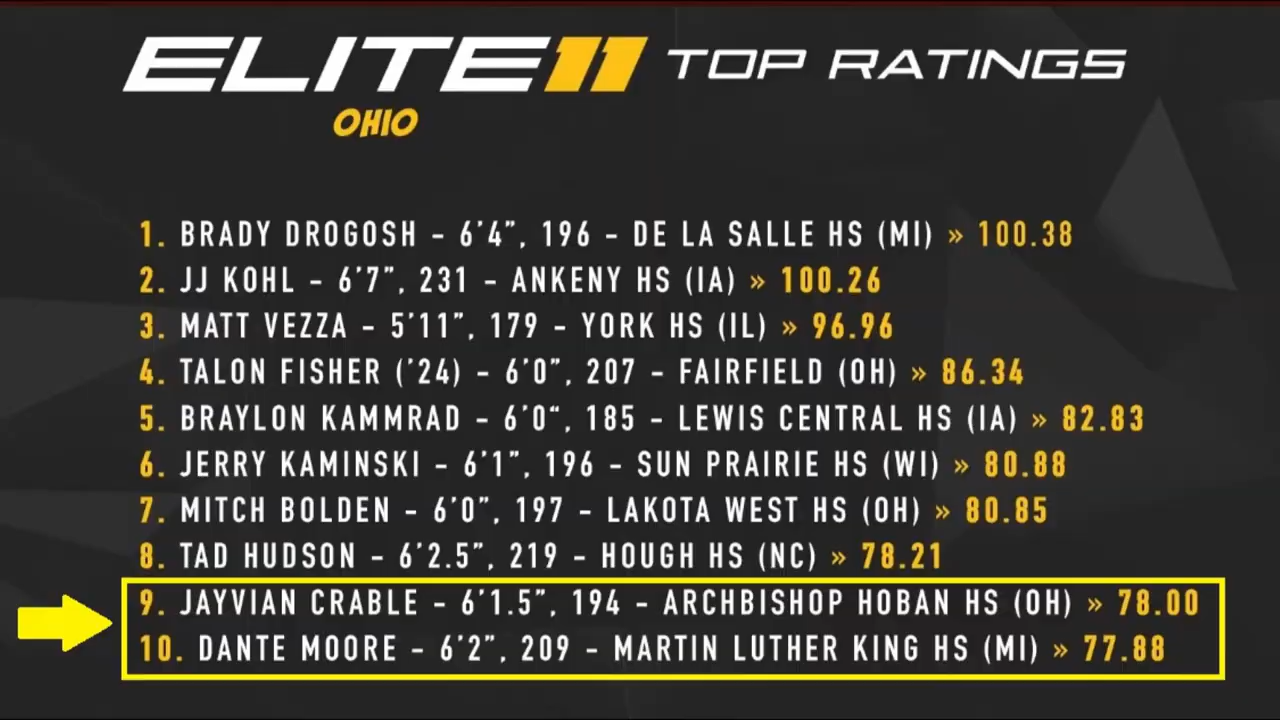 ELITE11 TOP RATINGS
OHIO
1. BRADY DROGOSH - 6'4", 196 - DE LA SALLE HS (MI) » 100.38
2. JJ KOHL - 6'7", 231 - ANKENY HS (IA) » 100.26
3. MATT VEZZA - 5'11", 179 - YORK HS (IL) » 96.96
4. TALON FISHER ('24) - 6'0", 207 - FAIRFIELD (OH) » 86.34
5. BRAYLON KAMMRAD - 6'0“, 185 - LEWIS CENTRAL HS (IA) » 82.83
6. JERRY KAMINSKI - 6'1", 196 - SUN PRAIRIE HS (WI) » 80.88
7. MITCH BOLDEN - 6'0", 197 - LAKOTA WEST HS (OH) » 80.85
8. TAD HUDSON - 6'2.5", 219 - HOUGH HS (NC) » 78.21
9. JAYVIAN CRABLE - 6'1.5", 194 - ARCHBISHOP HOBAN HS (OH) » 78.00
10. DANTE MOORE - 6'2", 209 - MARTIN LUTHER KING HS (MI) » 77.88